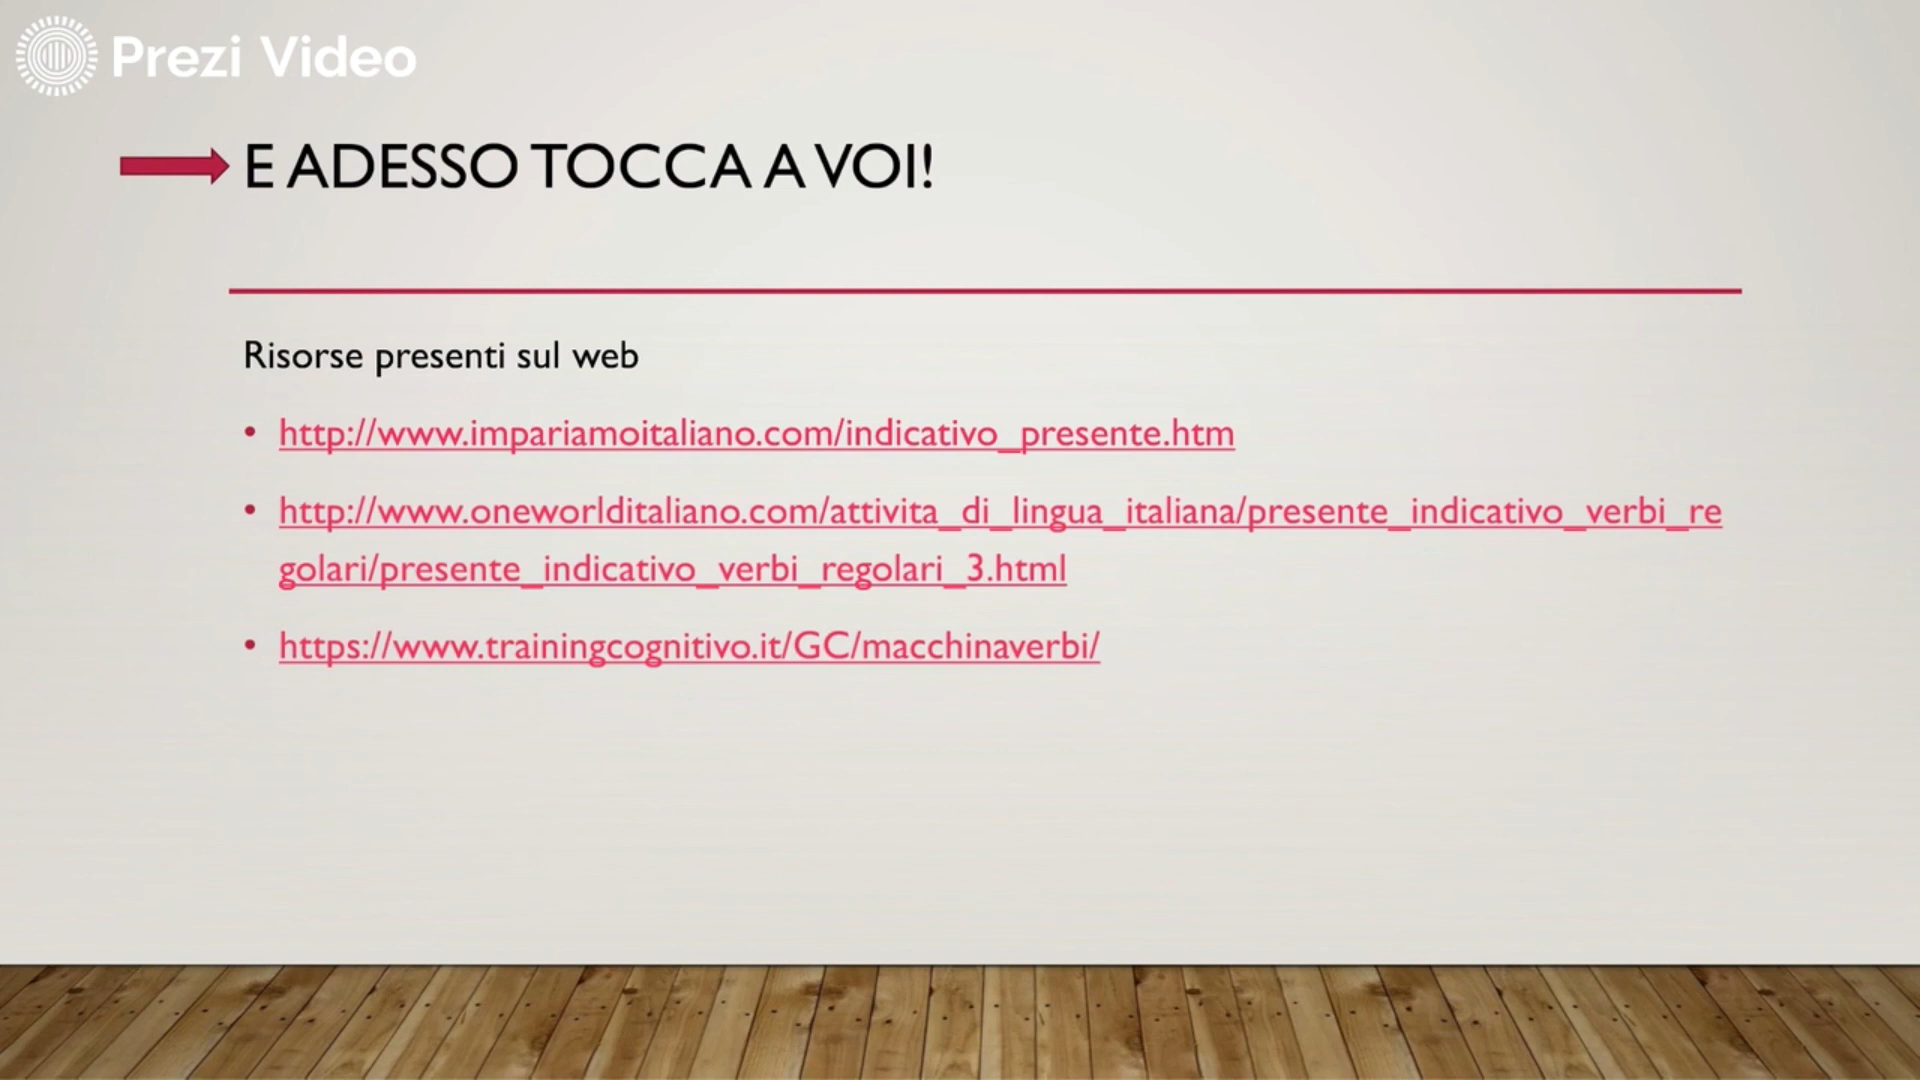 Prezi Video
E ADESSO TOCCA A VOI!
Risorse presenti sul web
• http://www.impariamoitaliano.com/indicativo_presente.htm
• http://www.oneworlditaliano.com/attivita_di_lingua_italiana/presente_indicativo_verbi_re
golari/presente_indicativo_verbi_regolari_3.html
• https://www.trainingcognitivo.it/GC/macchinaverbi/